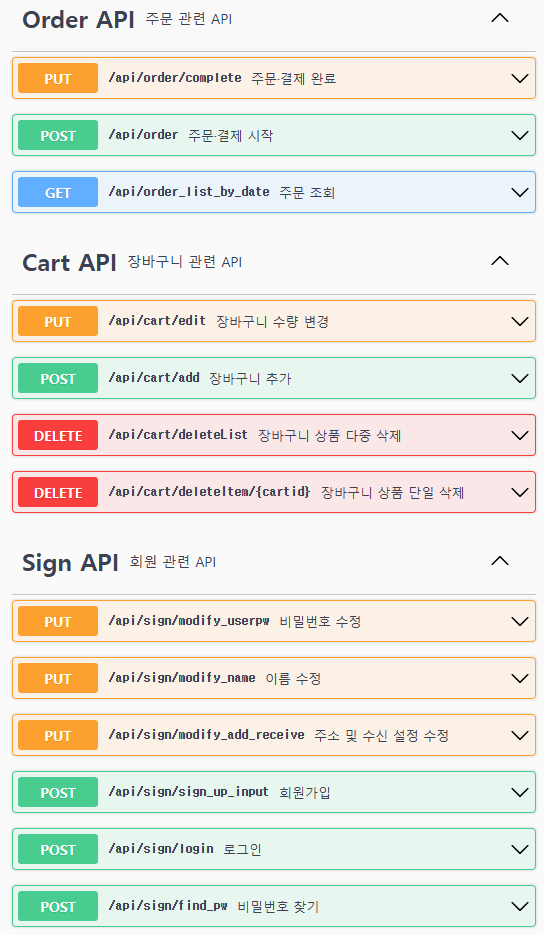 Order API 주문 관련 API
PUT /api/order/complete 주문·결제 완료
POST /api/order 주문·결제 시작
GET /api/order_list_by_date 주문 조회
Cart API 장바구니 관련 API
PUT /api/cart/edit 장바구니 수량 변경
POST /api/cart/add 장바구니 추가
DELETE /api/cart/deleteList 장바구니 상품 다중 삭제
DELETE /api/cart/deleteItem/{cartid} 장바구니 상품 단일 삭제
Sign API 회원 관련 API
PUT /api/sign/modify_userpw 비밀번호 수정
PUT /api/sign/modify_name 이름 수정
PUT /api/sign/modify_add_receive 주소 및 수신 설정 수정
POST /api/sign/sign_up_input 회원가입
POST /api/sign/login 로그인
POST /api/sign/find_pw 비밀번호 찾기